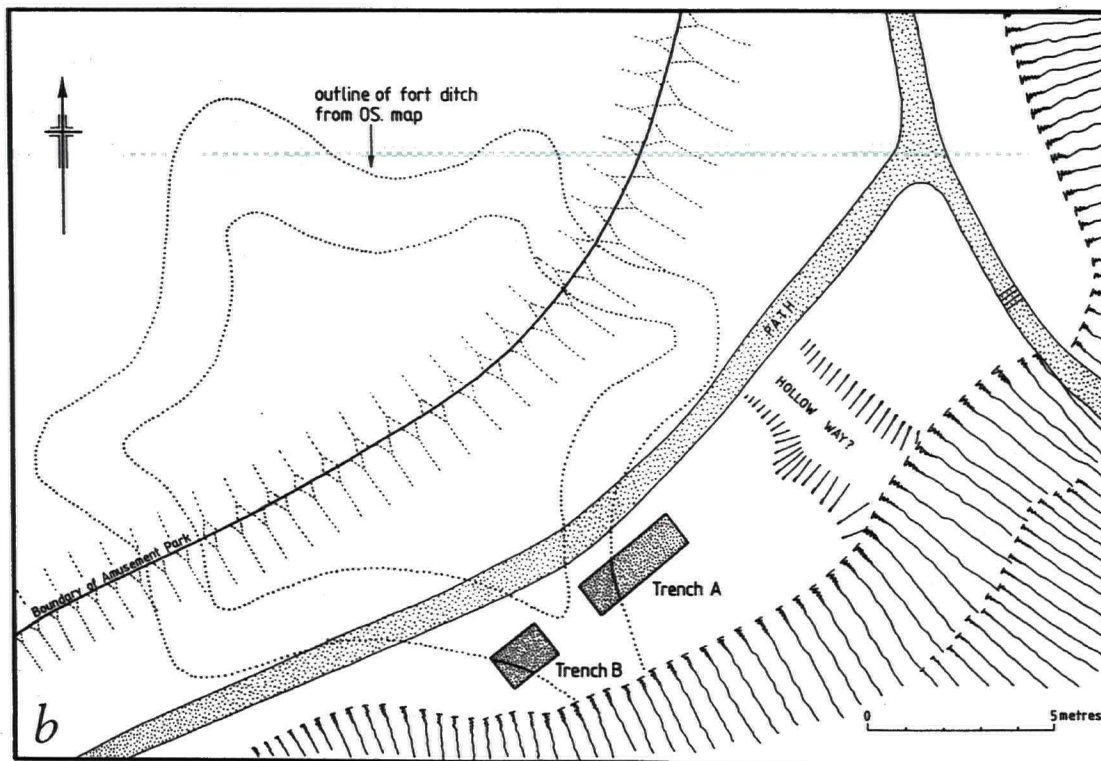 outline of fort ditch
from OS. map
PATH
HOLLOW WAY?
Boundary of Amusement Park
Trench A
Trench B
b
0 5metres